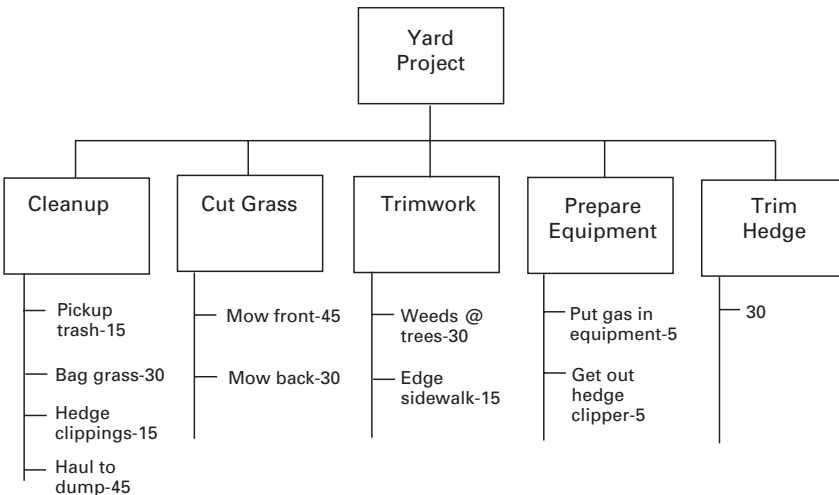 Yard
Project
Cleanup
Cut Grass
Trimwork
Prepare
Equipment
Trim
Hedge
Pickup
trash-15
Bag grass-30
Hedge
clippings-15
Haul to
dump-45
Mow front-45
Mow back-30
Weeds @
trees-30
Edge
sidewalk-15
Put gas in
equipment-5
Get out
hedge
clipper-5
30